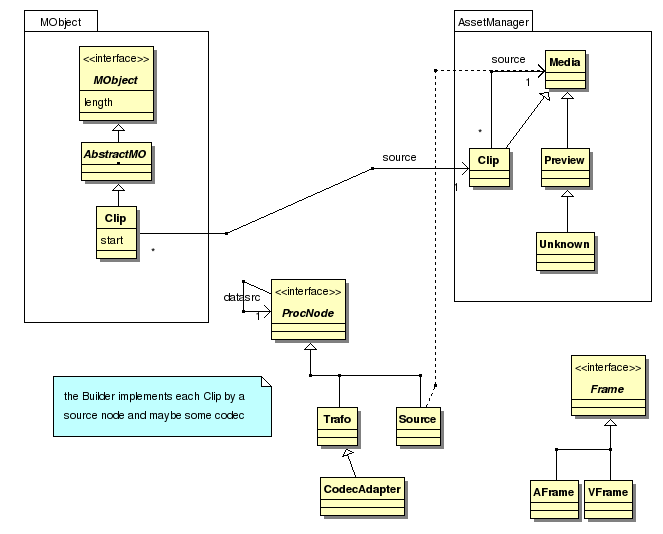 MObject
AssetManager
<<interface>>
MObject
length
AbstractMO
Clip
start
*
source
source
1
*
1
Media
Clip
Preview
Unknown
<<interface>>
ProcNode
datasrc
1
the Builder implements each Clip by a
source node and maybe some codec
Trafo
Source
CodecAdapter
<<interface>>
Frame
AFrame
VFrame